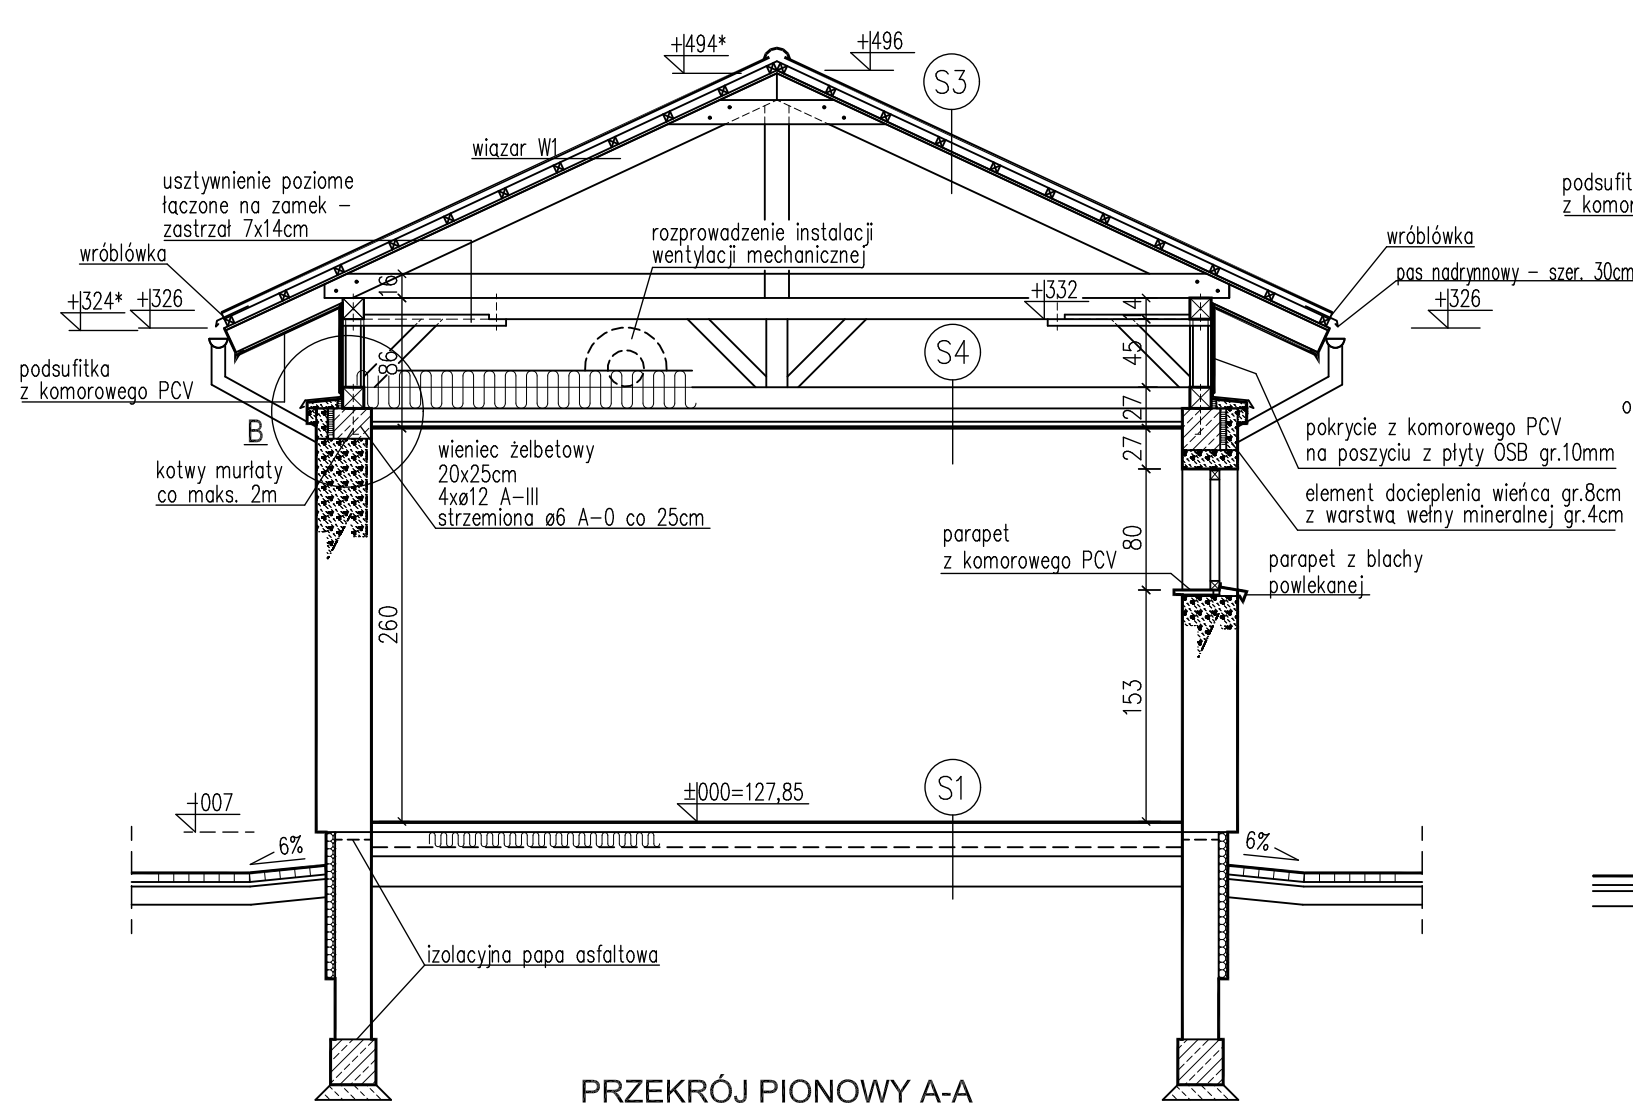 +494*
+496
S3
wiązar W1
usztywnienie poziome
łączone na zamek –
zastrzał 7x14cm
podsufit
z komor
rozprowadzenie instalacji
wentylacji mechanicznej
wróblówka
wróblówka
pas nadrynnowy – szer. 30cm
16
+324*
+326
+332
14
+326
86
S4
45
podsufitka
z komorowego PCV
27
o
B
wieniec żelbetowy
20x25cm
4xø12 A-III
strzemiona ø6 A-0 co 25cm
27
pokrycie z komorowego PCV
na poszyciu z płyty OSB gr.10mm
kotwy murłaty
co maks. 2m
element docieplenia wieńca gr.8cm
z warstwą wełny mineralnej gr.4cm
parapet
z komorowego PCV
80
parapet z blachy
powlekanej
260
153
S1
±000=127,85
-007
6%
6%
izolacyjna papa asfaltowa
PRZEKRÓJ PIONOWY A-A